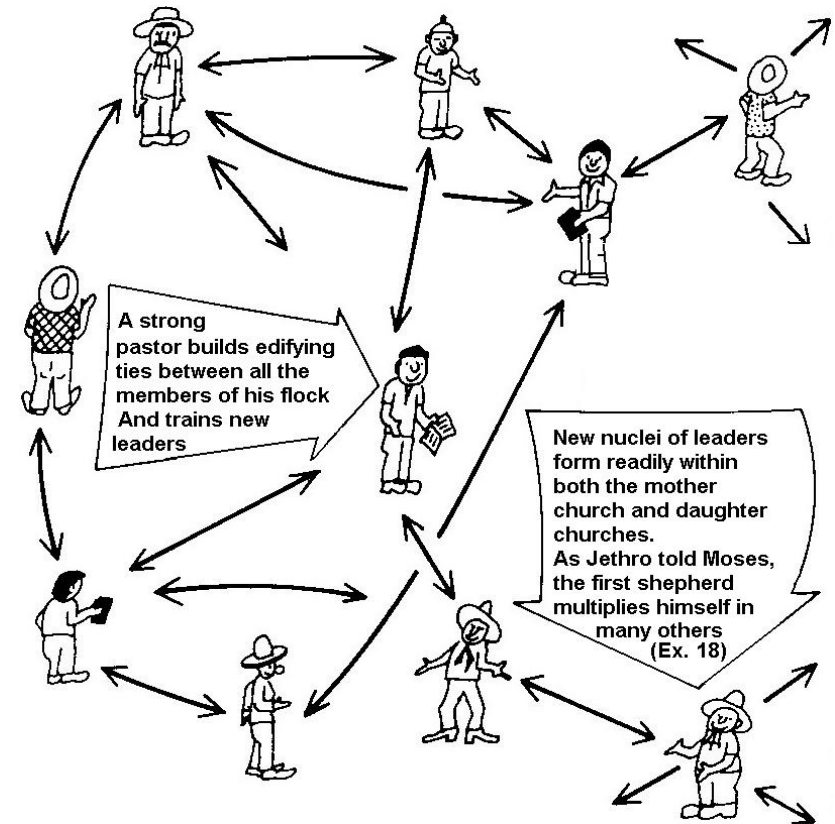 A strong
pastor builds edifying
ties between all the
members of his flock
And trains new
leaders
New nuclei of leaders
form readily within
both the mother
church and daughter
churches.
As Jethro told Moses,
the first shepherd
multiplies himself in
many others
(Ex. 18)